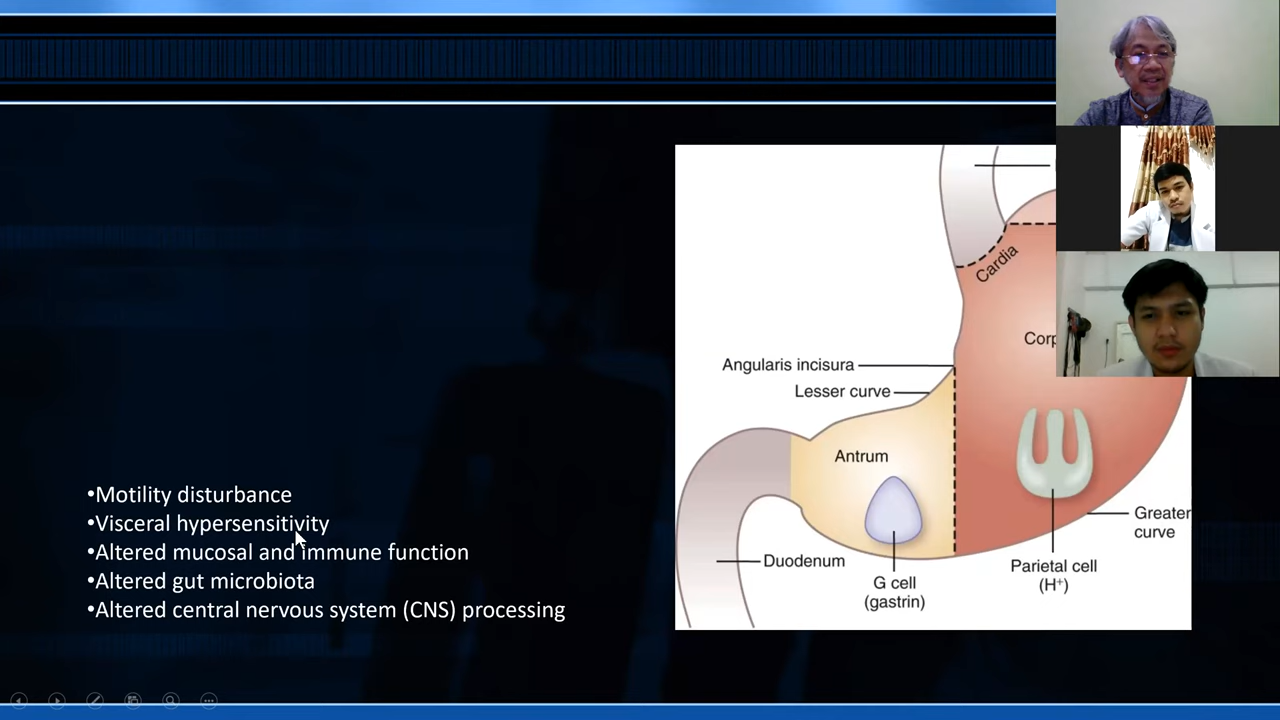 •Motility disturbance
•Visceral hypersensitivity
•Altered mucosal and immune function
•Altered gut microbiota
•Altered central nervous system (CNS) processing
Cardia
Corp
Angularis incisura
Lesser curve
Antrum
Greater
curve
Duodenum
G cell
(gastrin)
Parietal cell
(H⁺)